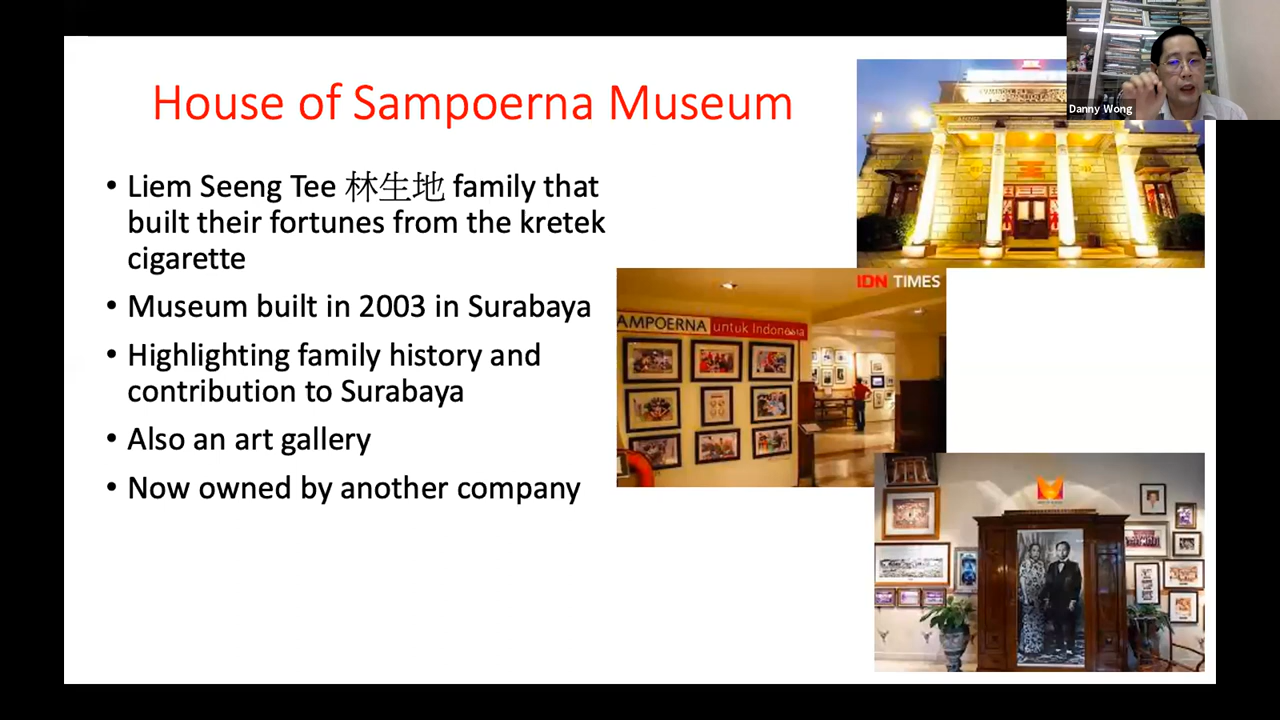 House of Sampoerna Museum
• Liem Seeng Tee 林生地 family that
built their fortunes from the kretek
cigarette
• Museum built in 2003 in Surabaya
• Highlighting family history and
contribution to Surabaya
• Also an art gallery
• Now owned by another company
Danny Wong
IDN TIMES
AMPOERNA untuk Indonesia